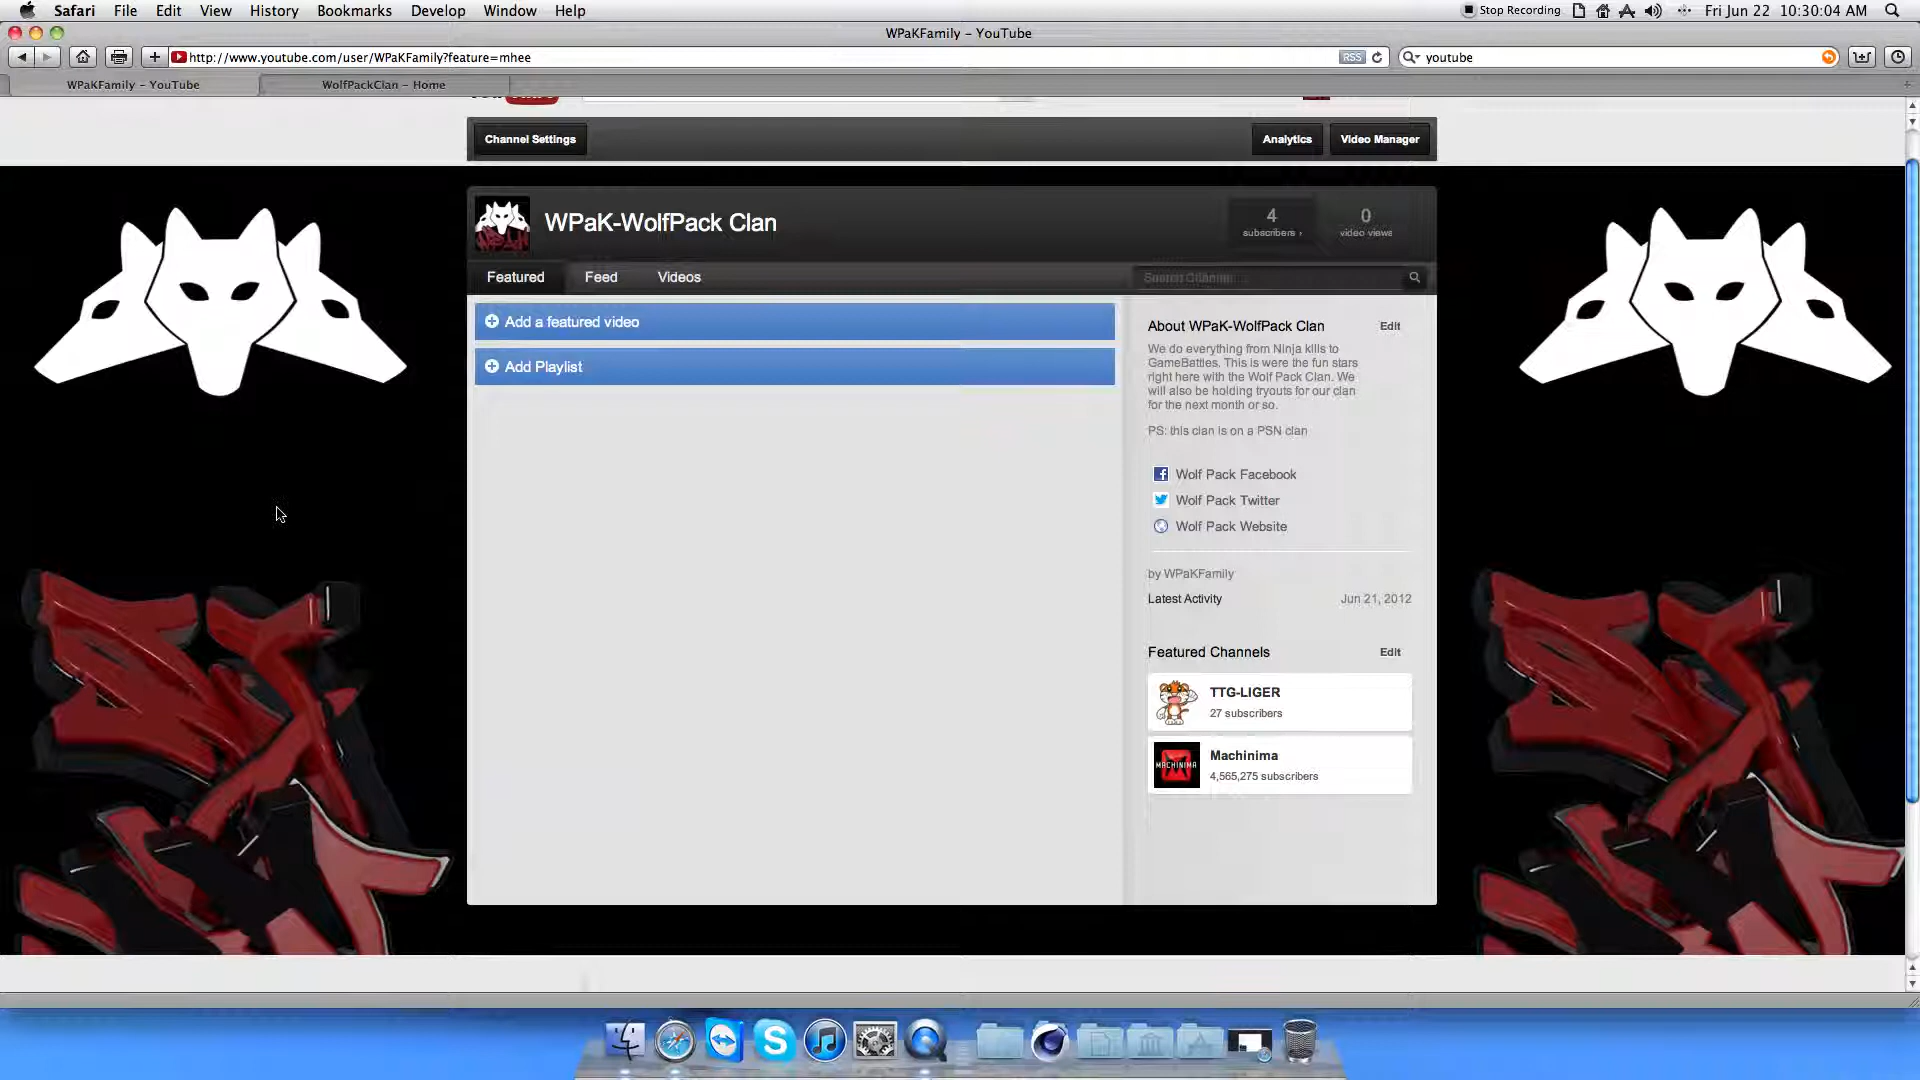 Safari File Edit View History Bookmarks Develop Window Help Stop Recording Fri Jun 22 10:30:04 AM
WPaKFamily – YouTube
http://www.youtube.com/user/WPaKFamily?feature=mhee RSS youtube
WPaKFamily – YouTube WolfPackClan – Home
Channel Settings Analytics Video Manager
WPaK-WolfPack Clan
4 0
subscribers › video views
Featured Feed Videos Search Channel
Add a featured video
Add Playlist
About WPaK-WolfPack Clan Edit
We do everything from Ninja kills to
GameBattles. This is were the fun stars
right here with the Wolf Pack Clan. We
will also be holding tryouts for our clan
for the next month or so.
PS: this clan is on a PSN clan
Wolf Pack Facebook
Wolf Pack Twitter
Wolf Pack Website
by WPaKFamily
Latest Activity Jun 21, 2012
Featured Channels Edit
TTG-LIGER
27 subscribers
MACHINIMA
Machinima
4,565,275 subscribers